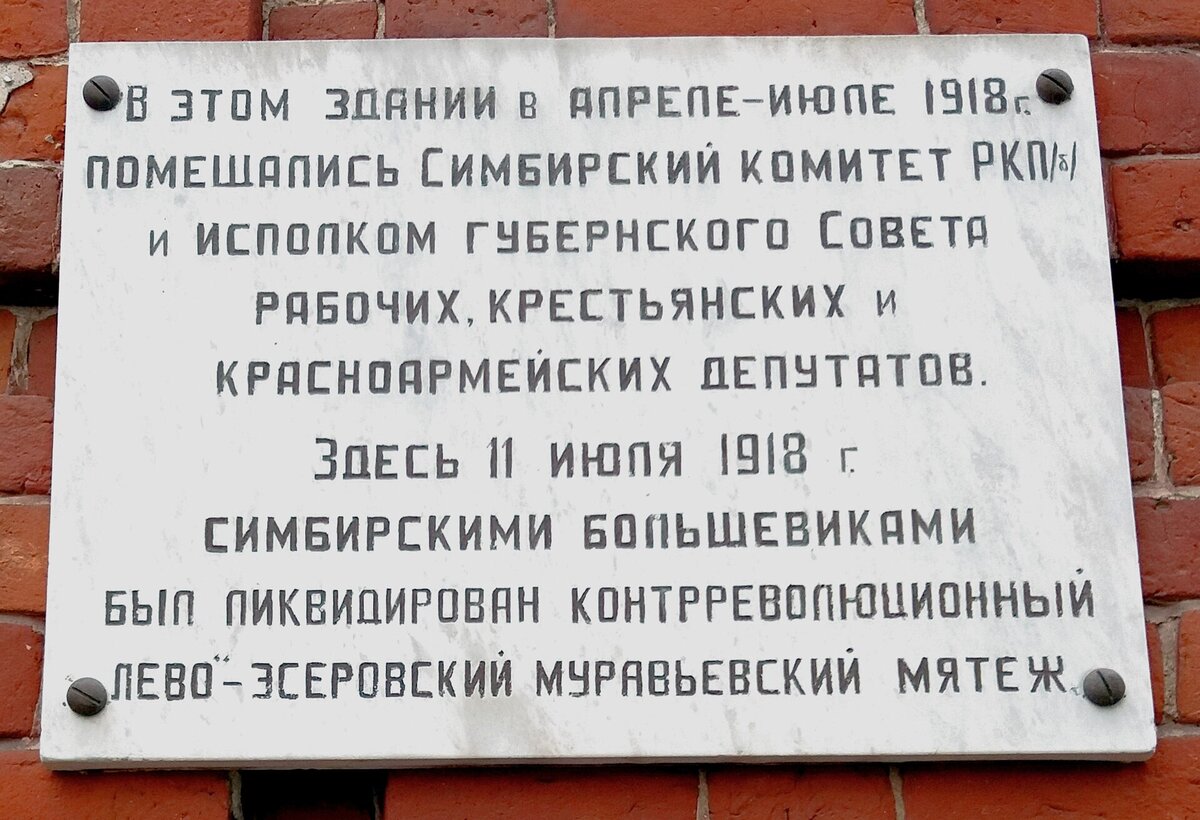 В ЭТОМ ЗДАНИИ В АПРЕЛЕ-ИЮЛЕ 1918г.
ПОМЕЩАЛИСЬ СИМБИРСКИЙ КОМИТЕТ РКП/б/
И ИСПОЛКОМ ГУБЕРНСКОГО СОВЕТА
РАБОЧИХ, КРЕСТЬЯНСКИХ И
КРАСНОАРМЕЙСКИХ ДЕПУТАТОВ.
ЗДЕСЬ 11 ИЮЛЯ 1918 г.
СИМБИРСКИМИ БОЛЬШЕВИКАМИ
БЫЛ ЛИКВИДИРОВАН КОНТРРЕВОЛЮЦИОННЫЙ
ЛЕВО"-ЭСЕРОВСКИЙ МУРАВЬЕВСКИЙ МЯТЕЖ.